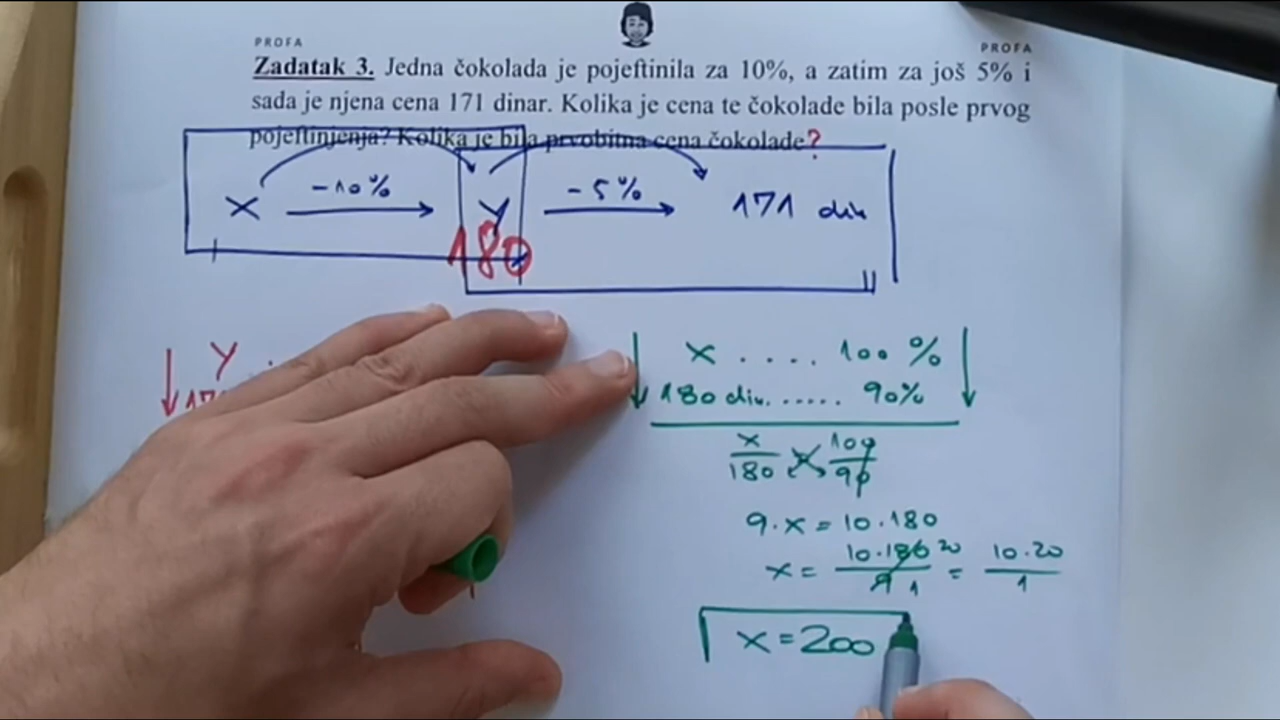 PROFA
PROFA
Zadatak 3. Jedna čokolada je pojeftinila za 10%, a zatim za još 5% i
sada je njena cena 171 dinar. Kolika je cena te čokolade bila posle prvog
pojeftinjenja? Kolika je bila prvobitna cena čokolade?
X -10% Y -5% 171 din
180
Y .
17
X .... 100 %
180 din. ..... 90%
x/180 100/90
9·x = 10·180
x = 10·180 20/9 1 = 10·20/1
x=200